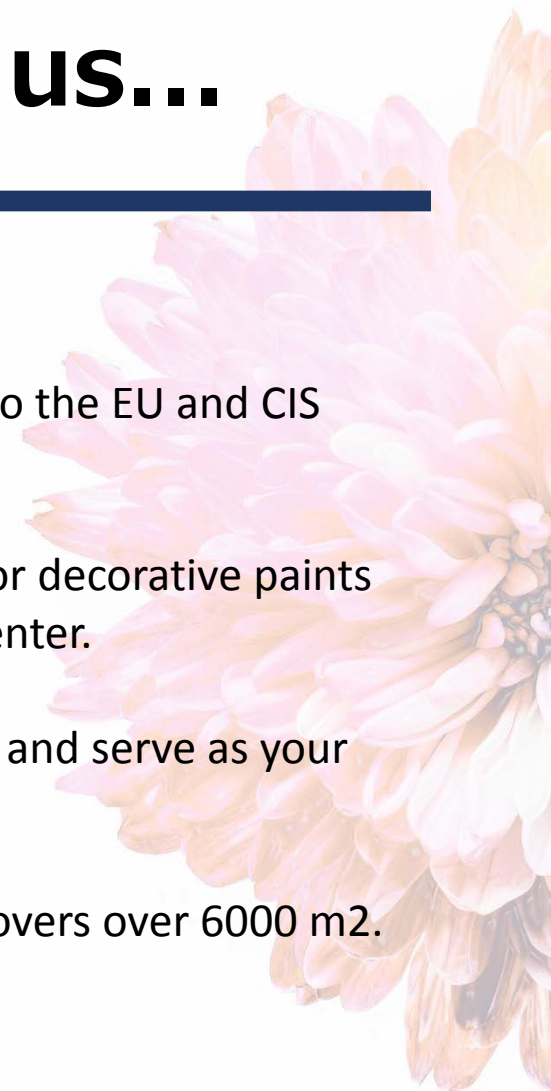 us...
o the EU and CIS
or decorative paints
enter.
and serve as your
overs over 6000 m2.